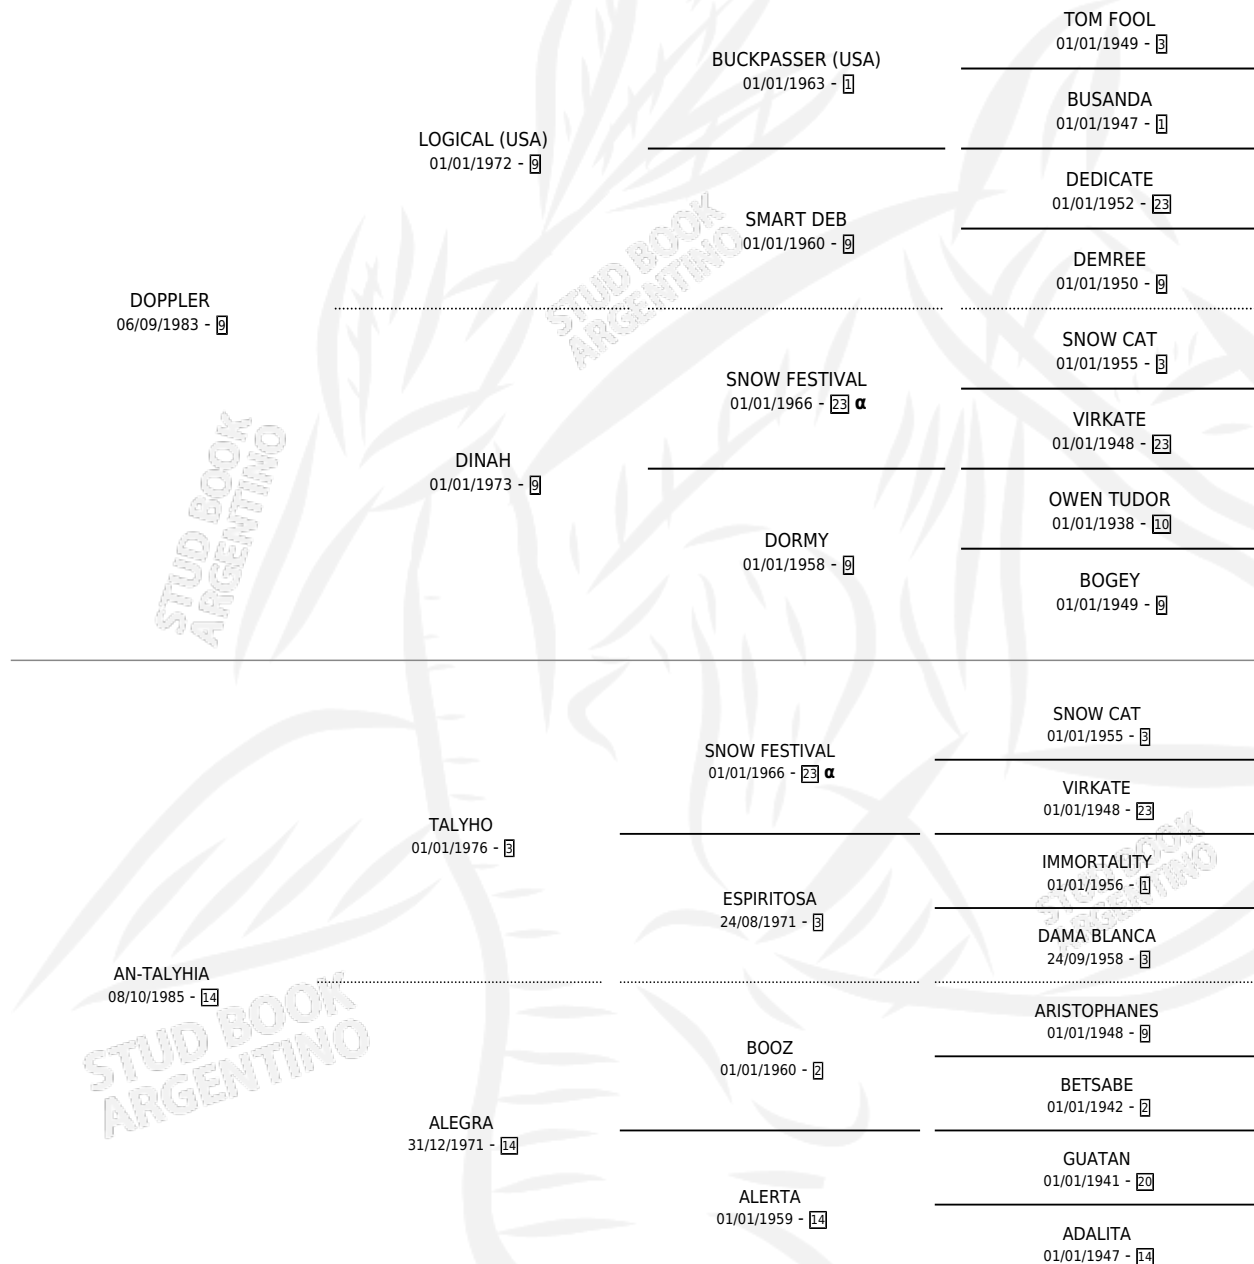 TOM FOOL
01/01/1949 - 3
BUCKPASSER (USA)
01/01/1963 - 1
BUSANDA
01/01/1947 - 1
LOGICAL (USA)
01/01/1972 - 9
DEDICATE
01/01/1952 - 23
SMART DEB
01/01/1960 - 9
DEMREE
01/01/1950 - 9
DOPPLER
06/09/1983 - 9
SNOW CAT
01/01/1955 - 3
SNOW FESTIVAL
01/01/1966 - 23 α
VIRKATE
01/01/1948 - 23
DINAH
01/01/1973 - 9
OWEN TUDOR
01/01/1938 - 10
DORMY
01/01/1958 - 9
BOGEY
01/01/1949 - 9
STUD BOOK
ARGENTINO
STUD BOOK
ARGENTINO
SNOW CAT
01/01/1955 - 3
SNOW FESTIVAL
01/01/1966 - 23 α
VIRKATE
01/01/1948 - 23
TALYHO
01/01/1976 - 3
IMMORTALITY
01/01/1956 - 1
ESPIRITOSA
24/08/1971 - 3
DAMA BLANCA
24/09/1958 - 3
AN-TALYHIA
08/10/1985 - 14
ARISTOPHANES
01/01/1948 - 9
BOOZ
01/01/1960 - 2
BETSABE
01/01/1942 - 2
ALEGRA
31/12/1971 - 14
GUATAN
01/01/1941 - 20
ALERTA
01/01/1959 - 14
ADALITA
01/01/1947 - 14
STUD BOOK
ARGENTINO
STUD BOOK
ARGENTINO